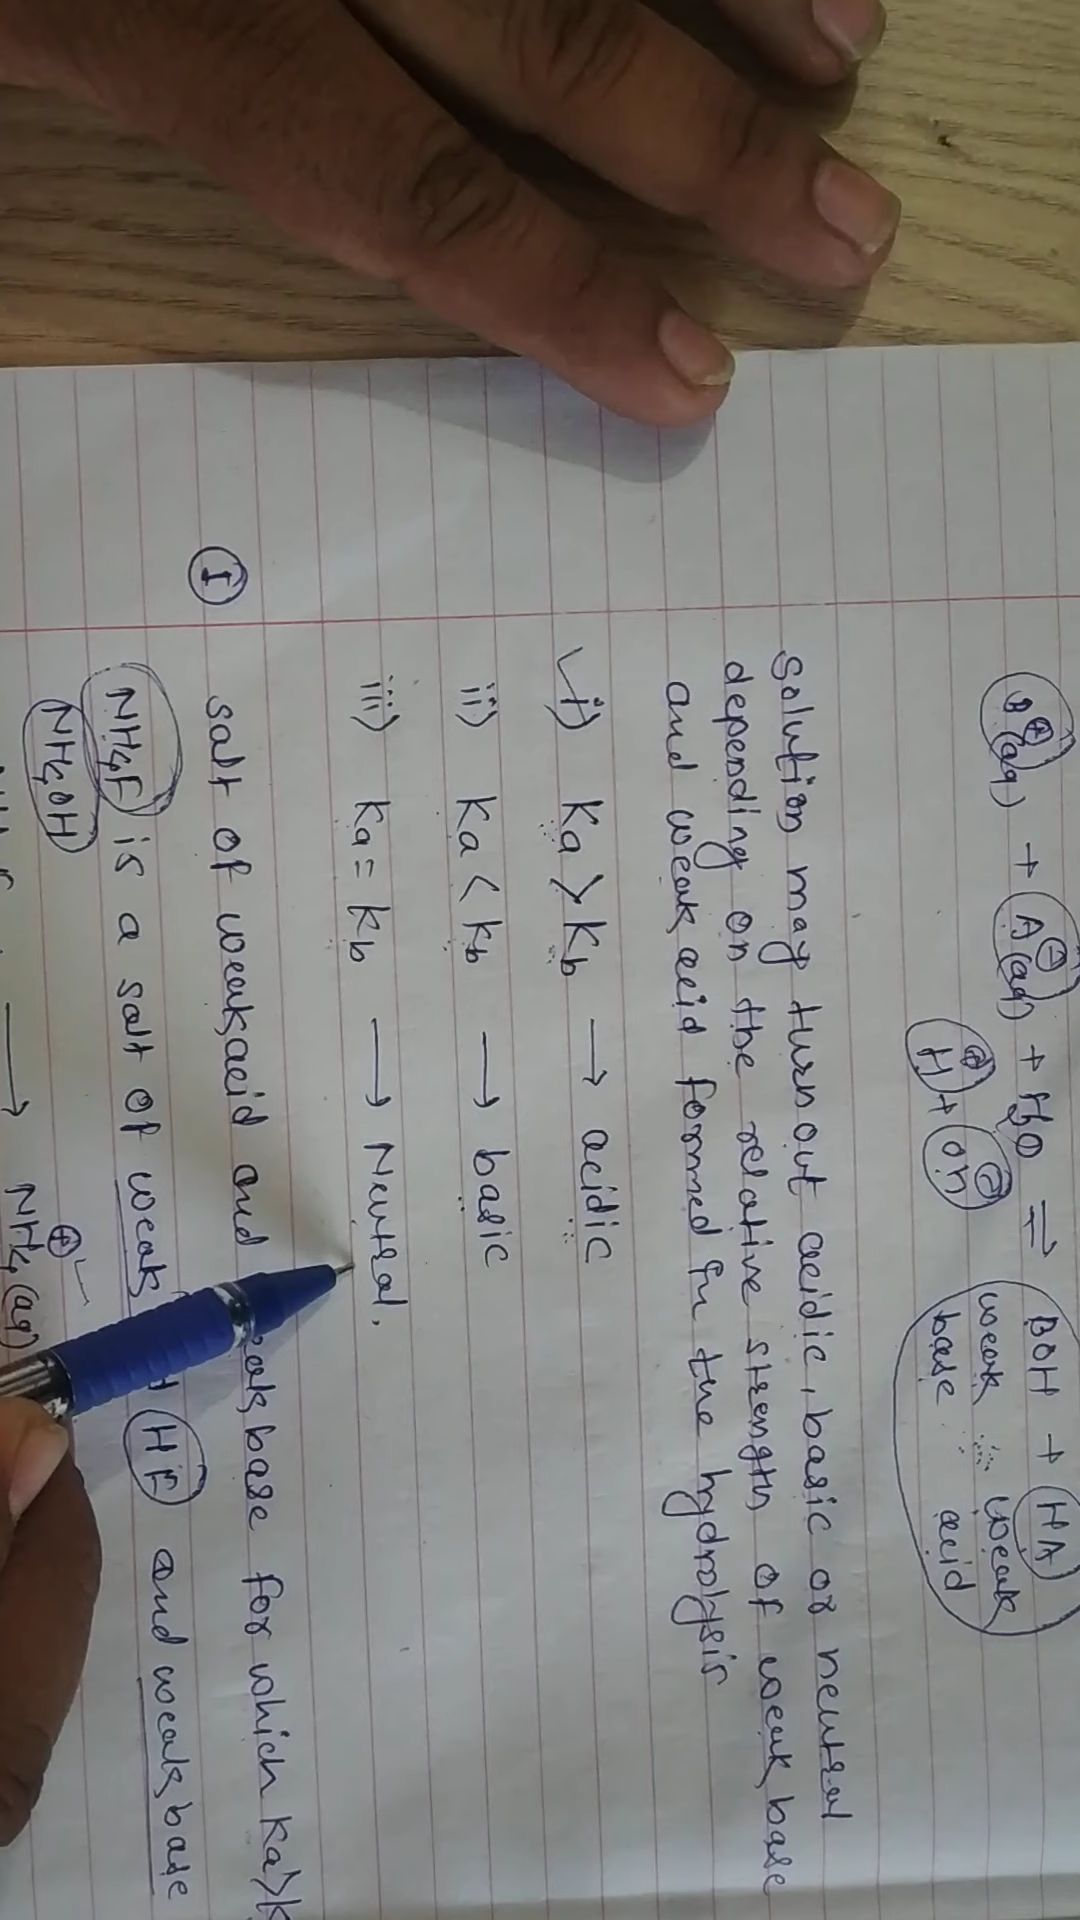 B⊕(aq) + A⊖(aq) + H2O ⇌ BOH + HA
weak weak
H⊕ + OH⊖ base acid
solution may turn out acidic, basic or neutral
depending on the relative strength of weak base
and weak acid formed in the hydrolysis
i) Ka > Kb → acidic
ii) Ka < Kb → basic
iii) Ka = Kb → Neutral.
I salt of weak acid and base for which Ka >
NH4F is a salt of weak HF and weak base
NH4OH
→ NH4⊕(aq)